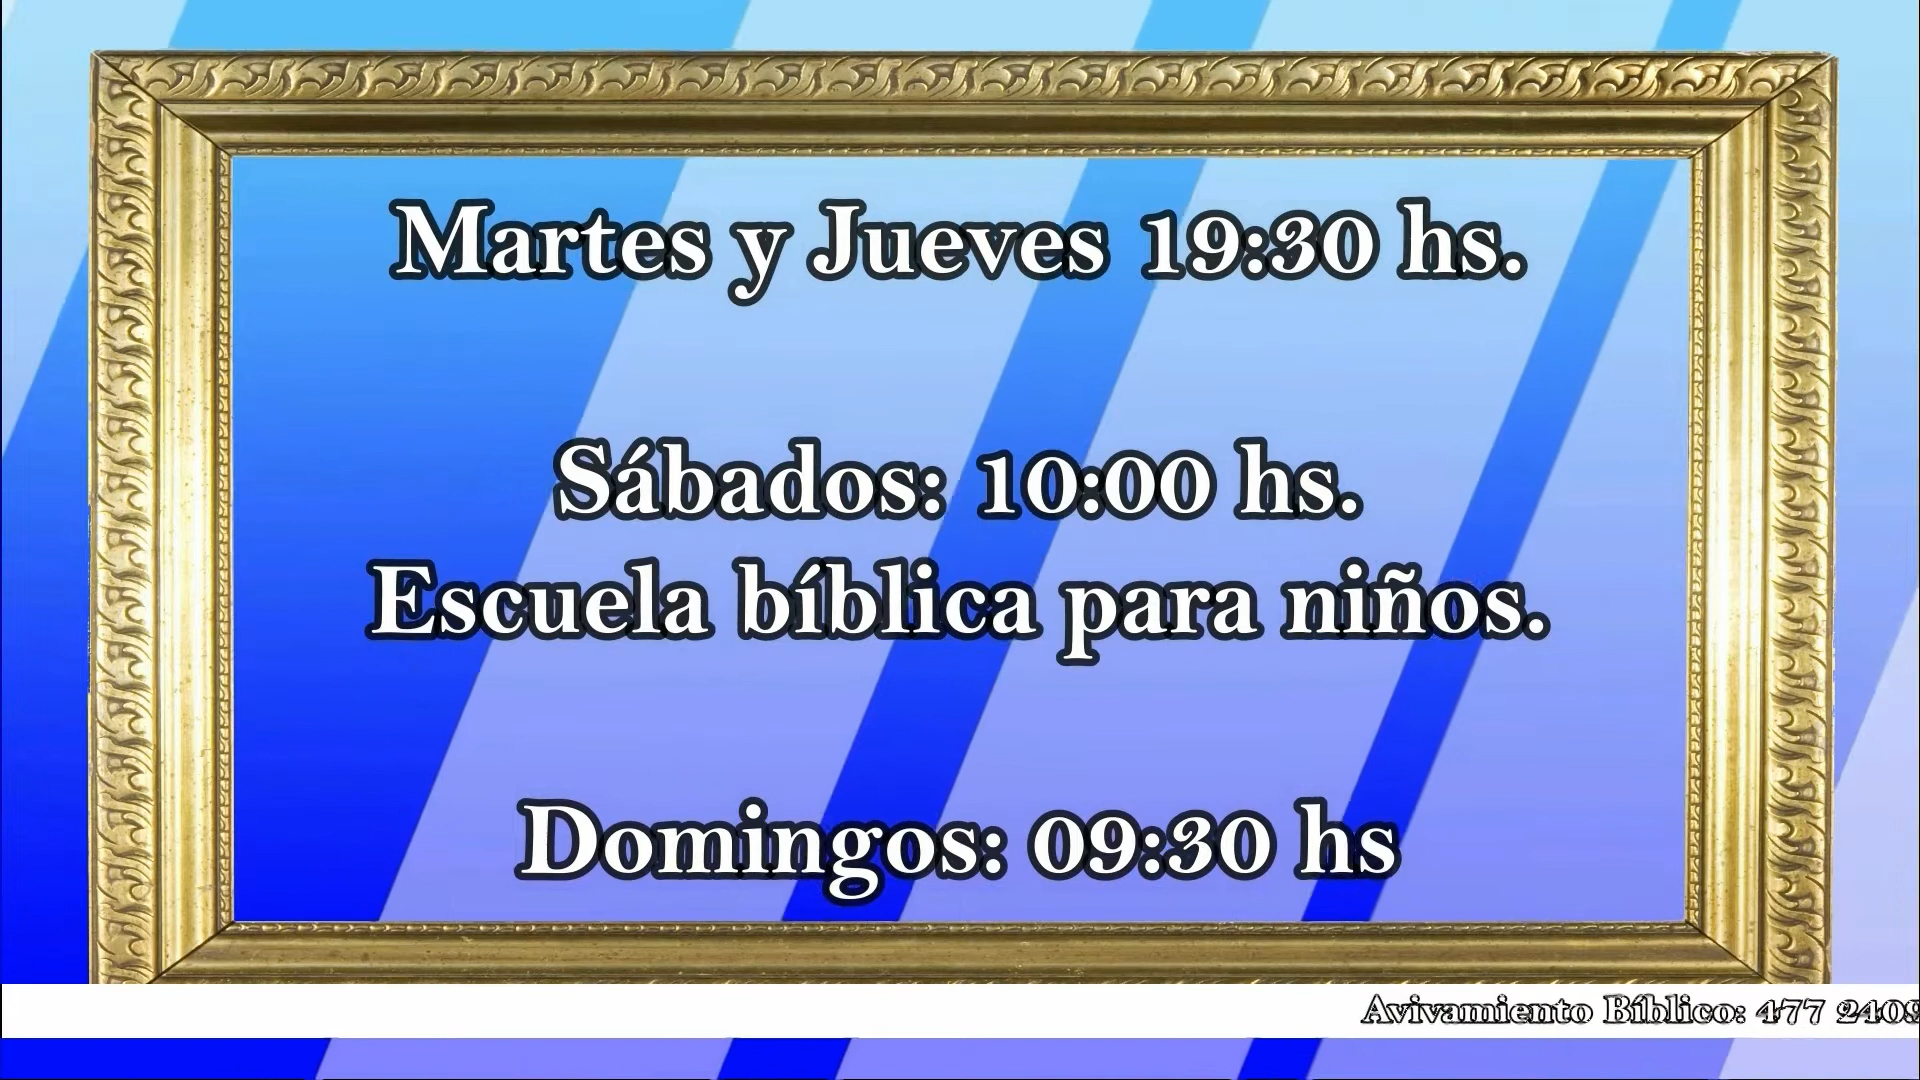 Martes y Jueves 19:30 hs.
Sábados: 10:00 hs.
Escuela bíblica para niños.
Domingos: 09:30 hs
Avivamiento Bíblico: 477 2409